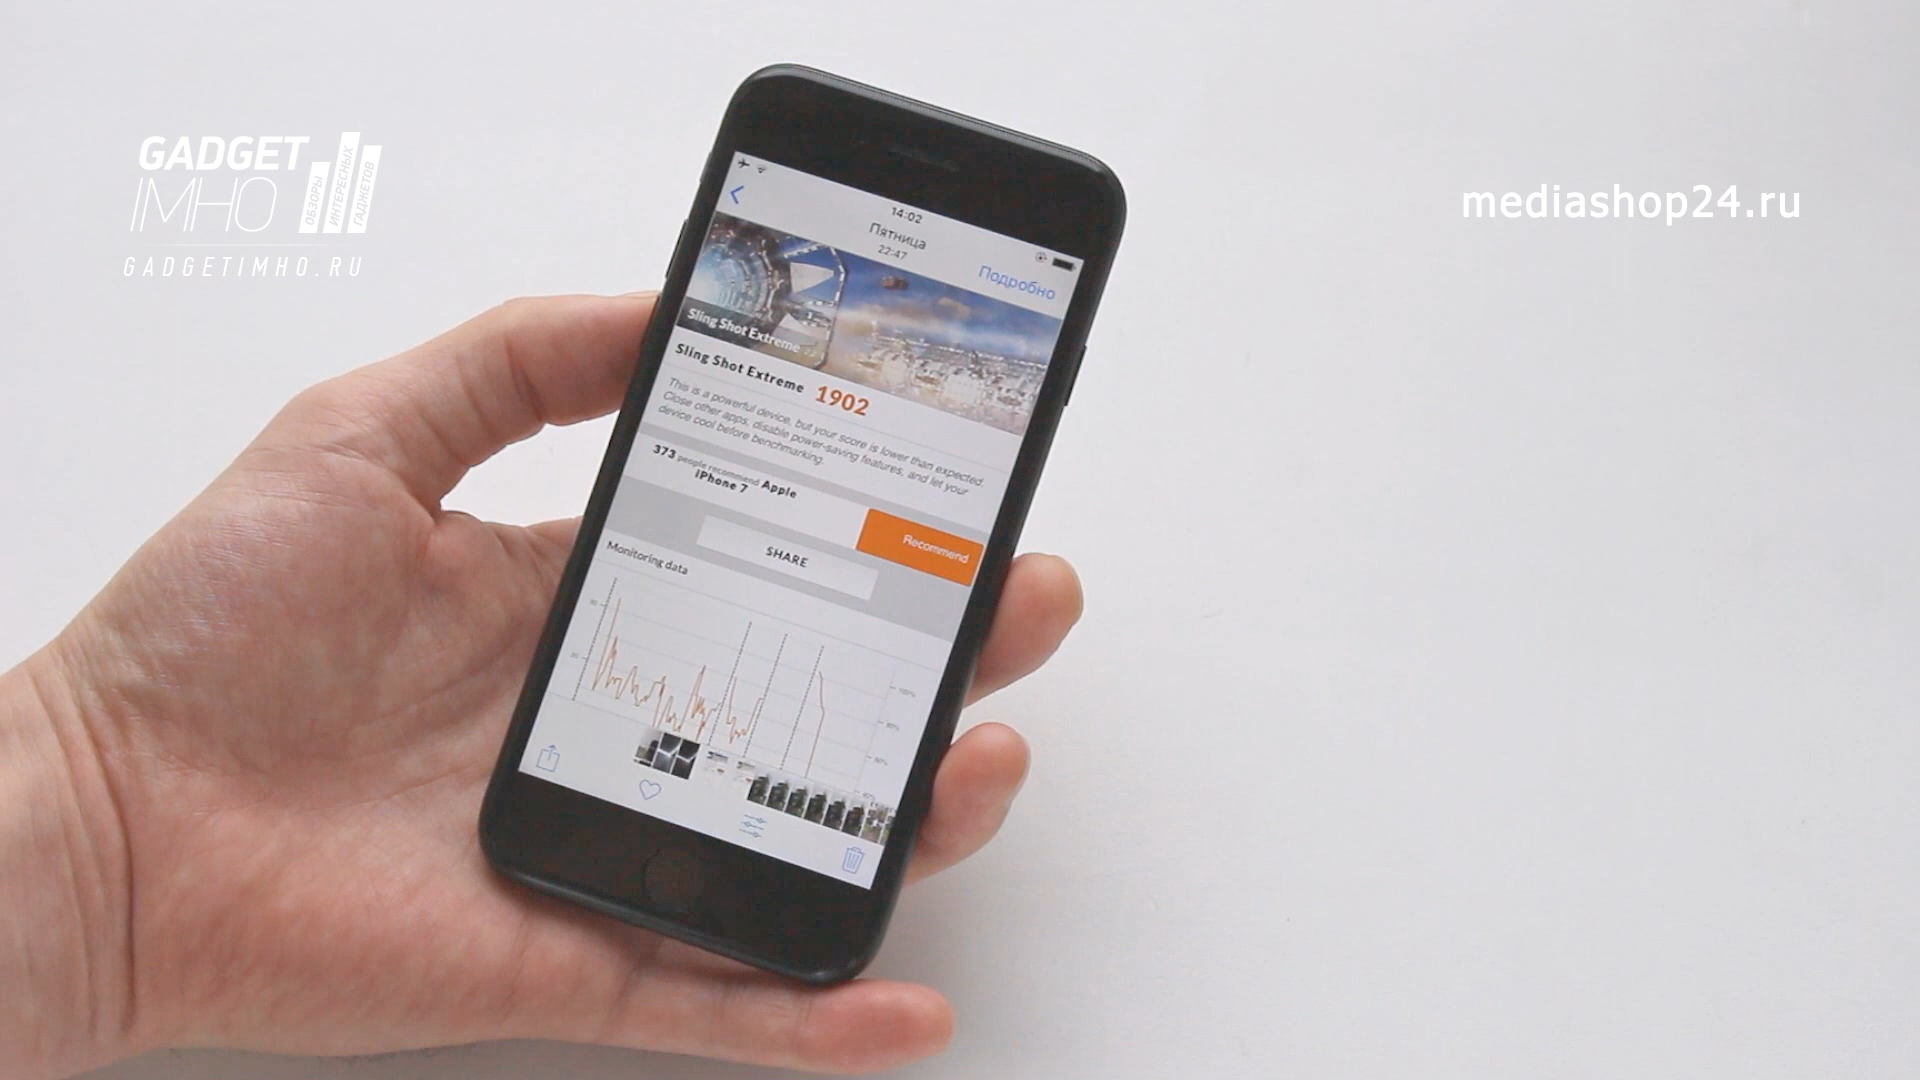 GADGET
IMHO
ОБЗОРЫ
ИНТЕРЕСНЫХ
ГАДЖЕТОВ
GADGETIMHO.RU
mediashop24.ru
14:02
Пятница
22:47
Подробно
Sling Shot Extreme
Sling Shot Extreme 1902
This is a powerful device, but your score is lower than expected.
Close other apps, disable power-saving features, and let your
device cool before benchmarking.
373 people recommend Apple
iPhone 7
Recommend
SHARE
Monitoring data
100%